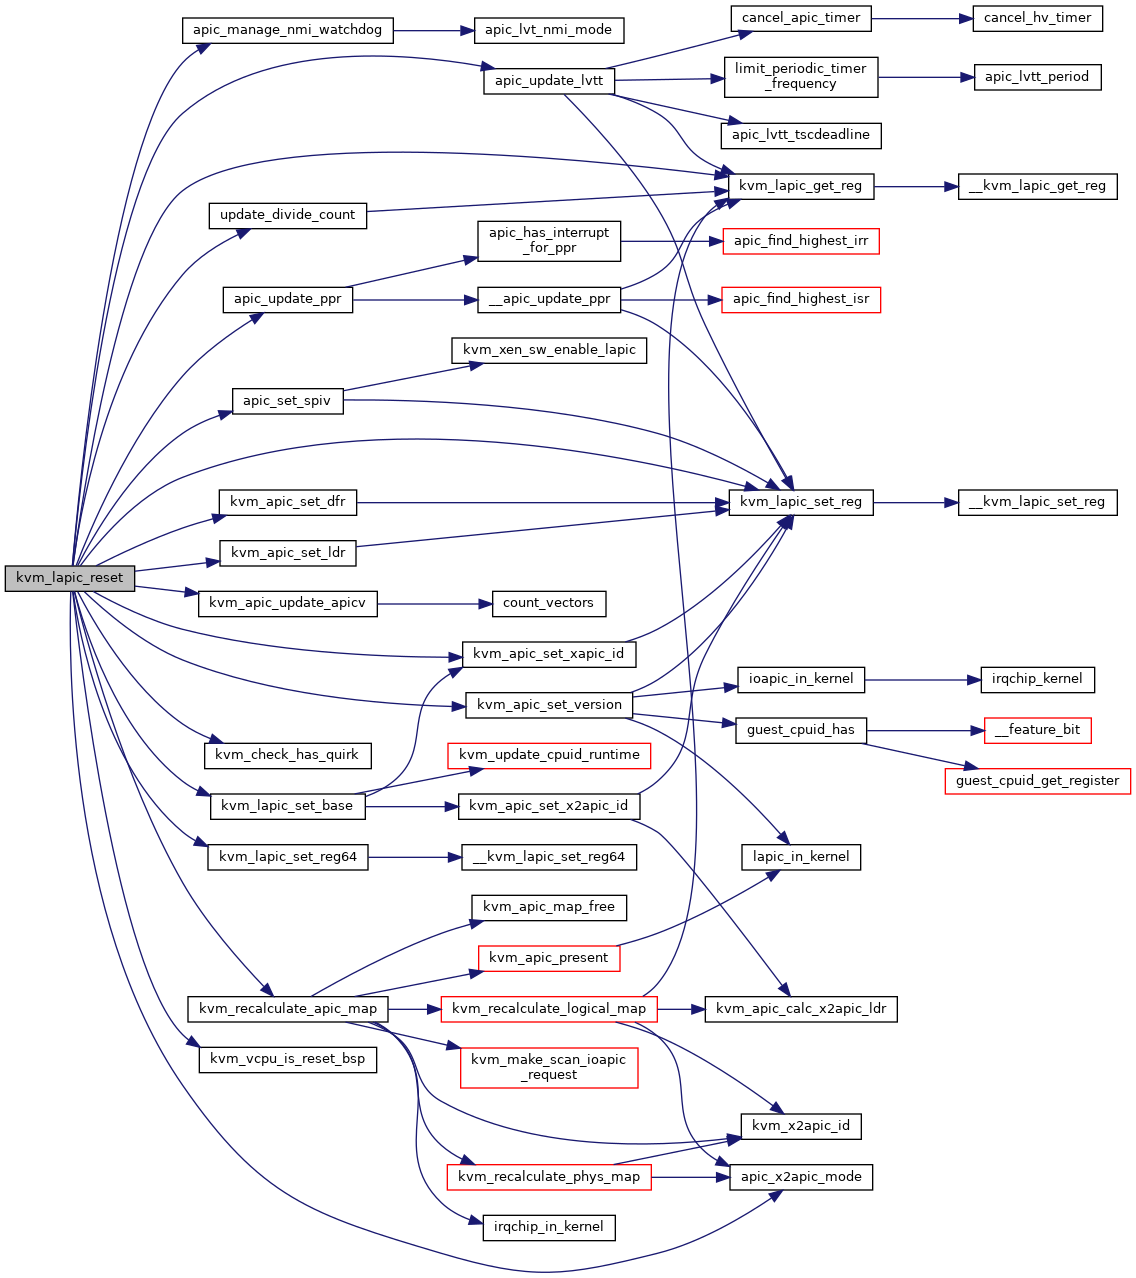 apic_manage_nmi_watchdog
apic_lvt_nmi_mode
cancel_apic_timer
cancel_hv_timer
apic_update_lvtt
limit_periodic_timer
_frequency
apic_lvtt_period
apic_lvtt_tscdeadline
kvm_lapic_get_reg
__kvm_lapic_get_reg
update_divide_count
apic_has_interrupt
_for_ppr
apic_find_highest_irr
apic_update_ppr
__apic_update_ppr
apic_find_highest_isr
kvm_xen_sw_enable_lapic
apic_set_spiv
kvm_apic_set_dfr
kvm_lapic_set_reg
__kvm_lapic_set_reg
kvm_apic_set_ldr
kvm_lapic_reset
kvm_apic_update_apicv
count_vectors
kvm_apic_set_xapic_id
ioapic_in_kernel
irqchip_kernel
kvm_apic_set_version
guest_cpuid_has
__feature_bit
kvm_check_has_quirk
kvm_update_cpuid_runtime
guest_cpuid_get_register
kvm_lapic_set_base
kvm_apic_set_x2apic_id
kvm_lapic_set_reg64
__kvm_lapic_set_reg64
lapic_in_kernel
kvm_apic_map_free
kvm_apic_present
kvm_recalculate_apic_map
kvm_recalculate_logical_map
kvm_apic_calc_x2apic_ldr
kvm_vcpu_is_reset_bsp
kvm_make_scan_ioapic
_request
kvm_x2apic_id
kvm_recalculate_phys_map
apic_x2apic_mode
irqchip_in_kernel